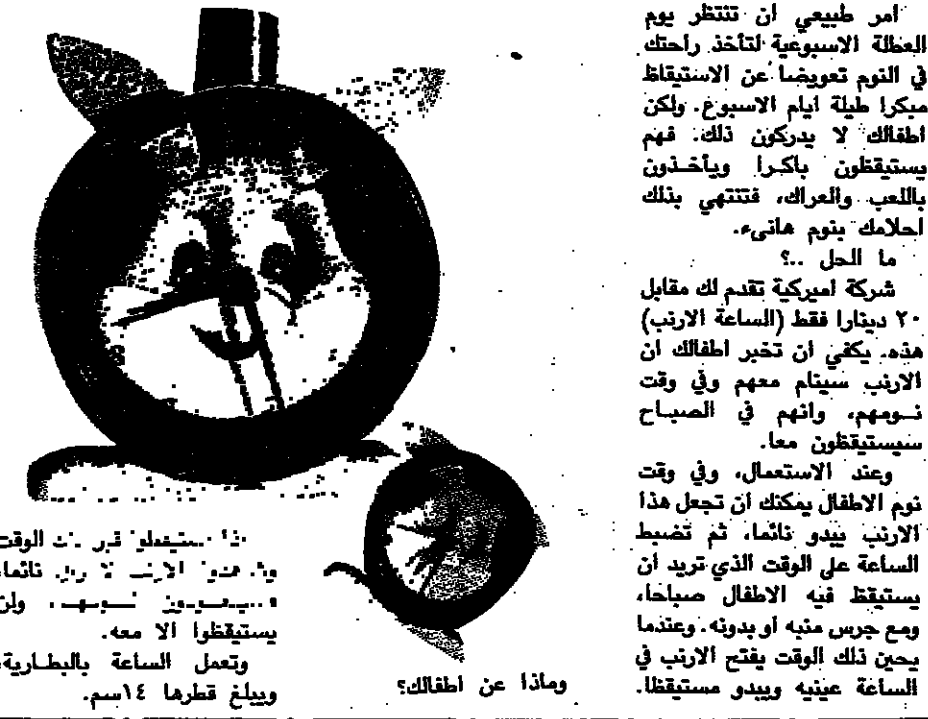 امر طبيعي ان تنتظر يوم
العطلة الاسبوعية لتأخذ راحتك
في النوم تعويضا عن الاستيقاظ
مبكرا طيلة ايام الاسبوع. ولكن
اطفالك لا يدركون ذلك. فهم
يستيقظون باكرا ويأخذون
باللعب والعراك، فتنتهي بذلك
احلامك بنوم هانىء.
ما الحل ..؟
شركة اميركية تقدم لك مقابل
٢٠ دينارا فقط (الساعة الارنب)
هذه. يكفي ان تخبر اطفالك ان
الارنب سينام معهم وفي وقت
نومهم، وانهم في الصباح
سيستيقظون معا.
وعند الاستعمال، وفي وقت
نوم الاطفال يمكنك ان تجعل هذا
الارنب يبدو نائما، ثم تضبط
الساعة على الوقت الذي تريد أن
يستيقظ فيه الاطفال صباحا،
ومع جرس منبه او بدونه. وعندما
يحين ذلك الوقت يفتح الارنب في
الساعة عينيه ويبدو مستيقظا.
وماذا عن اطفالك؟
الوقت
نائما،
ولن
يستيقظوا الا معه.
وتعمل الساعة بالبطارية،
ويبلغ قطرها ١٤سم.